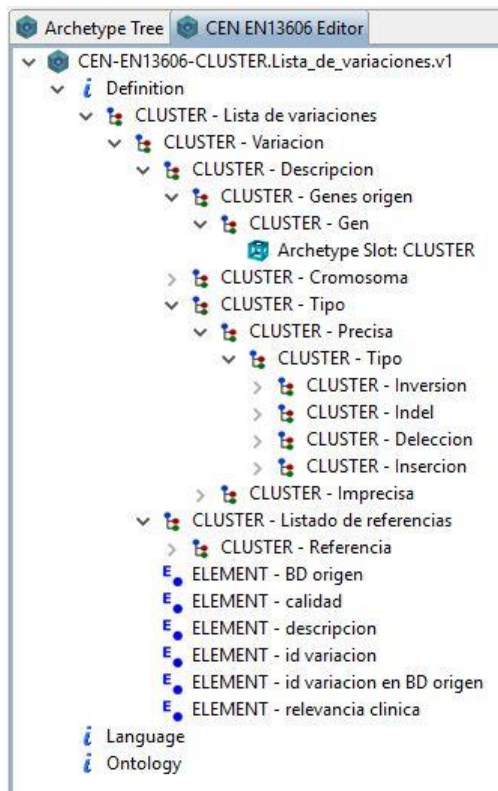 Archetype Tree CEN EN13606 Editor
CEN-EN13606-CLUSTER.Lista_de_variaciones.v1
Definition
CLUSTER - Lista de variaciones
CLUSTER - Variacion
CLUSTER - Descripcion
CLUSTER - Genes origen
CLUSTER - Gen
Archetype Slot: CLUSTER
CLUSTER - Cromosoma
CLUSTER - Tipo
CLUSTER - Precisa
CLUSTER - Tipo
CLUSTER - Inversion
CLUSTER - Indel
CLUSTER - Deleccion
CLUSTER - Insercion
CLUSTER - Imprecisa
CLUSTER - Listado de referencias
CLUSTER - Referencia
ELEMENT - BD origen
ELEMENT - calidad
ELEMENT - descripcion
ELEMENT - id variacion
ELEMENT - id variacion en BD origen
ELEMENT - relevancia clinica
Language
Ontology